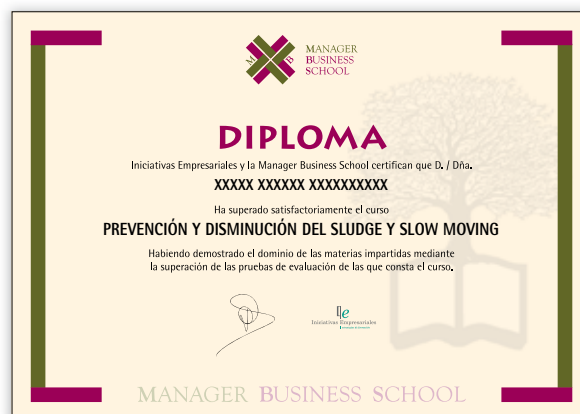 M B B
MANAGER
BUSINESS
SCHOOL
DIPLOMA
Iniciativas Empresariales y la Manager Business School certifican que D. / Dña.
XXXXX XXXXXX XXXXXXXXXX
Ha superado satisfactoriamente el curso
PREVENCIÓN Y DISMINUCIÓN DEL SLUDGE Y SLOW MOVING
Habiendo demostrado el dominio de las materias impartidas mediante
la superación de las pruebas de evaluación de las que consta el curso.
Iniciativas Empresariales
MANAGER BUSINESS SCHOOL